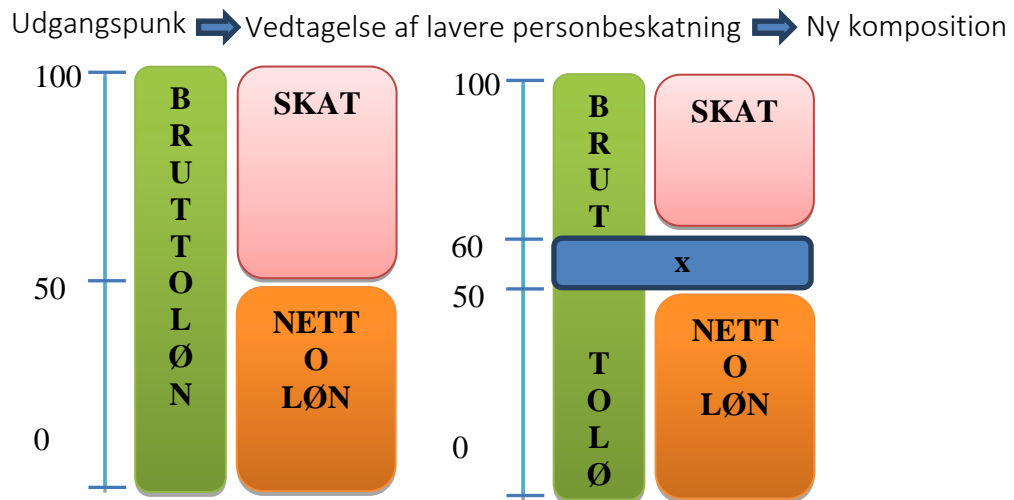 Udgangspunk Vedtagelse af lavere personbeskatning Ny komposition
100
50
0
B
R
U
T
T
O
L
Ø
N
SKAT
NETT
O
LØN
100
60
50
0
B
R
U
T
T
O
L
Ø
SKAT
x
NETT
O
LØN